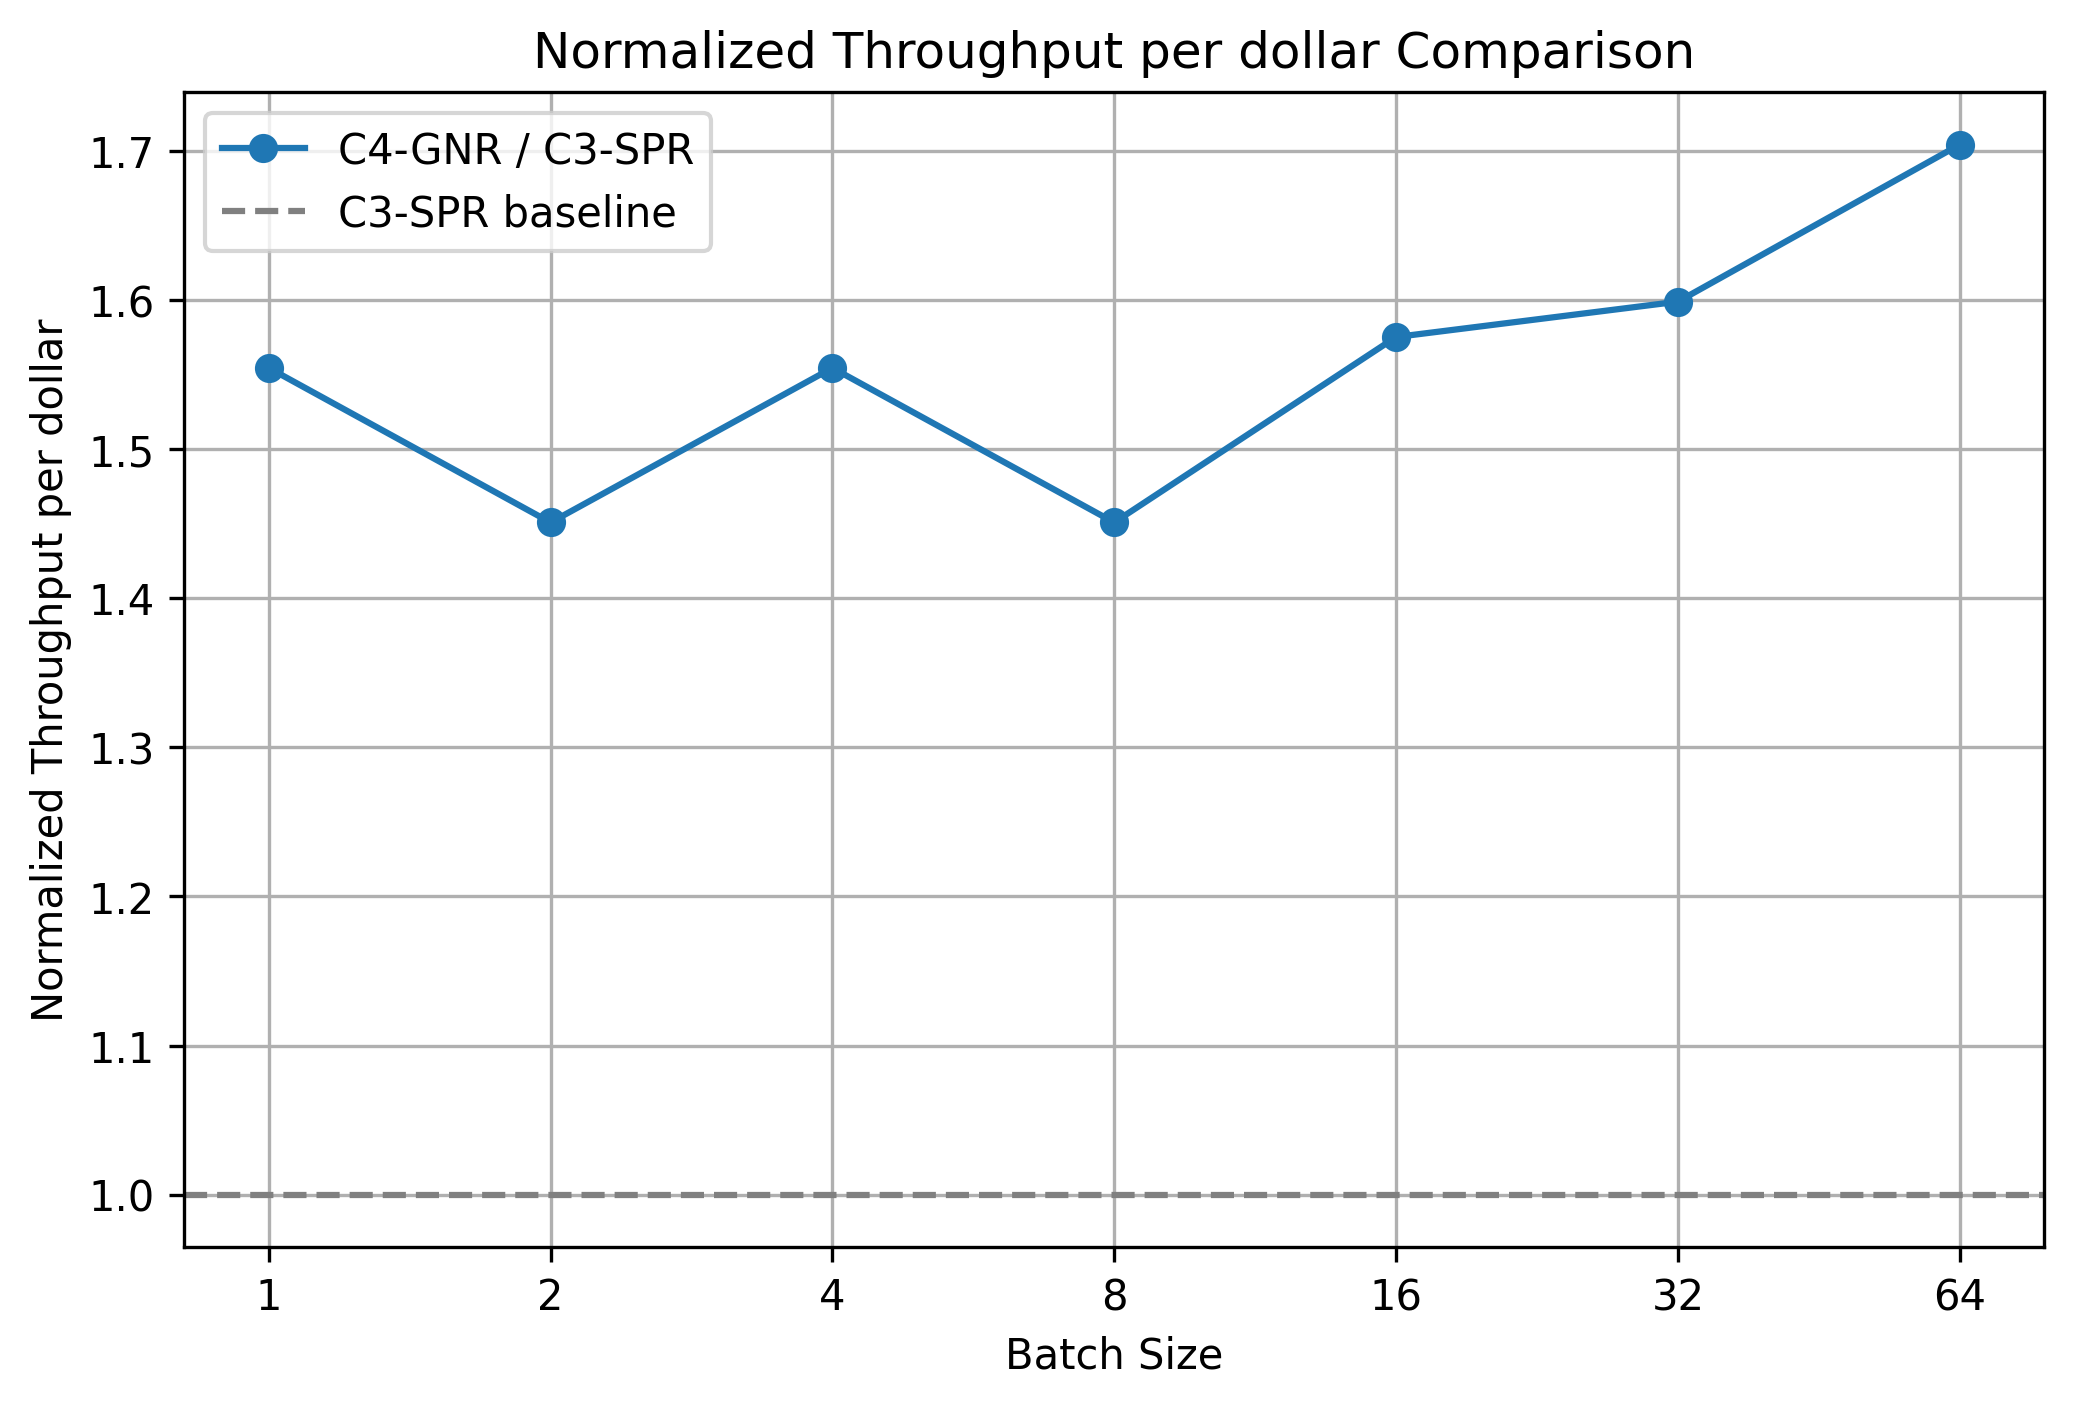 Normalized Throughput per dollar Comparison
C4-GNR / C3-SPR
C3-SPR baseline
Normalized Throughput per dollar
1.7
1.6
1.5
1.4
1.3
1.2
1.1
1.0
1 2 4 8 16 32 64
Batch Size